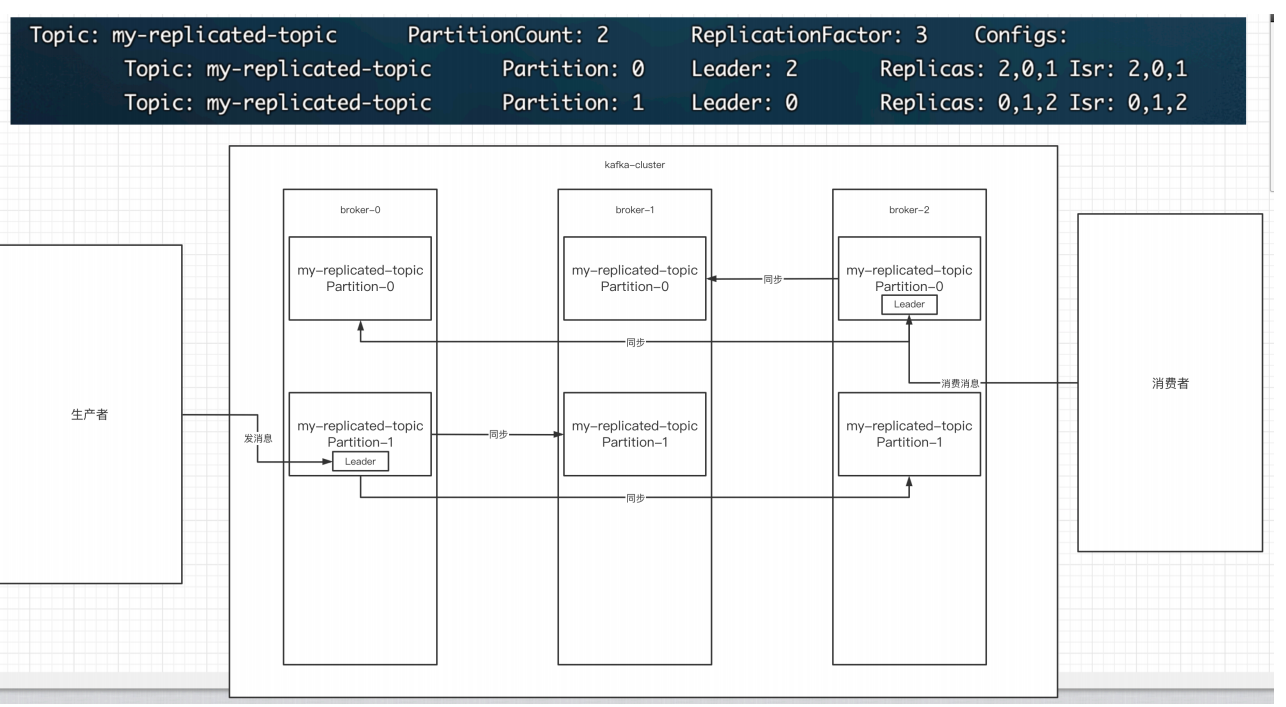 Topic: my-replicated-topic PartitionCount: 2 ReplicationFactor: 3 Configs:
Topic: my-replicated-topic Partition: 0 Leader: 2 Replicas: 2,0,1 Isr: 2,0,1
Topic: my-replicated-topic Partition: 1 Leader: 0 Replicas: 0,1,2 Isr: 0,1,2
kafka-cluster
broker-0
broker-1
broker-2
my-replicated-topic
Partition-0
my-replicated-topic
Partition-0
同步
my-replicated-topic
Partition-0
Leader
同步
消费消息
消费者
生产者
发消息
my-replicated-topic
Partition-1
Leader
同步
my-replicated-topic
Partition-1
my-replicated-topic
Partition-1
同步